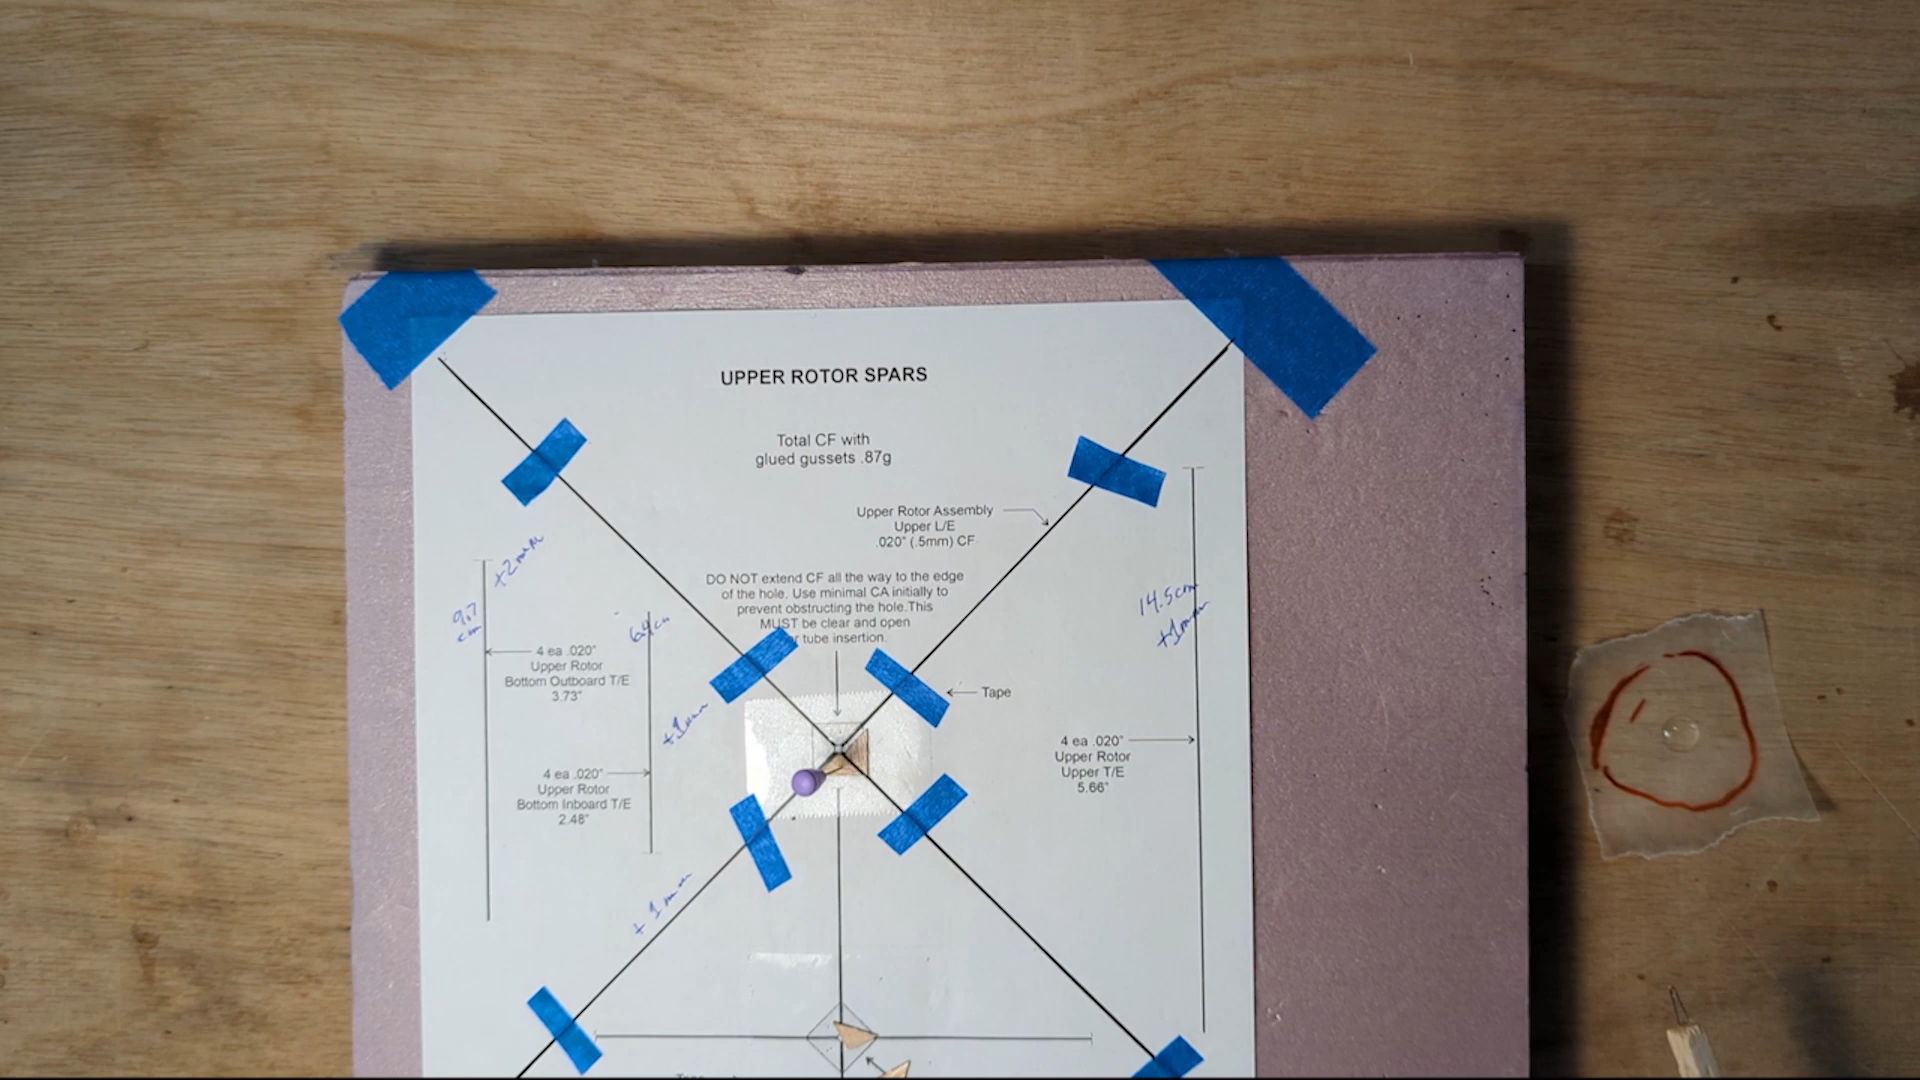 UPPER ROTOR SPARS
Total CF with
glued gussets .87g
Upper Rotor Assembly
Upper L/E
.020" (.5mm) CF
DO NOT extend CF all the way to the edge
of the hole. Use minimal CA initially to
prevent obstructing the hole.This
MUST be clear and open
tube insertion.
+2mm
9.7
cm
6.4cm
14.5cm
+1mm
4 ea .020"
Upper Rotor
Bottom Outboard T/E
3.73"
Tape
+1mm
4 ea .020"
Upper Rotor
Upper T/E
5.66"
4 ea .020"
Upper Rotor
Bottom Inboard T/E
2.48"
+1mm